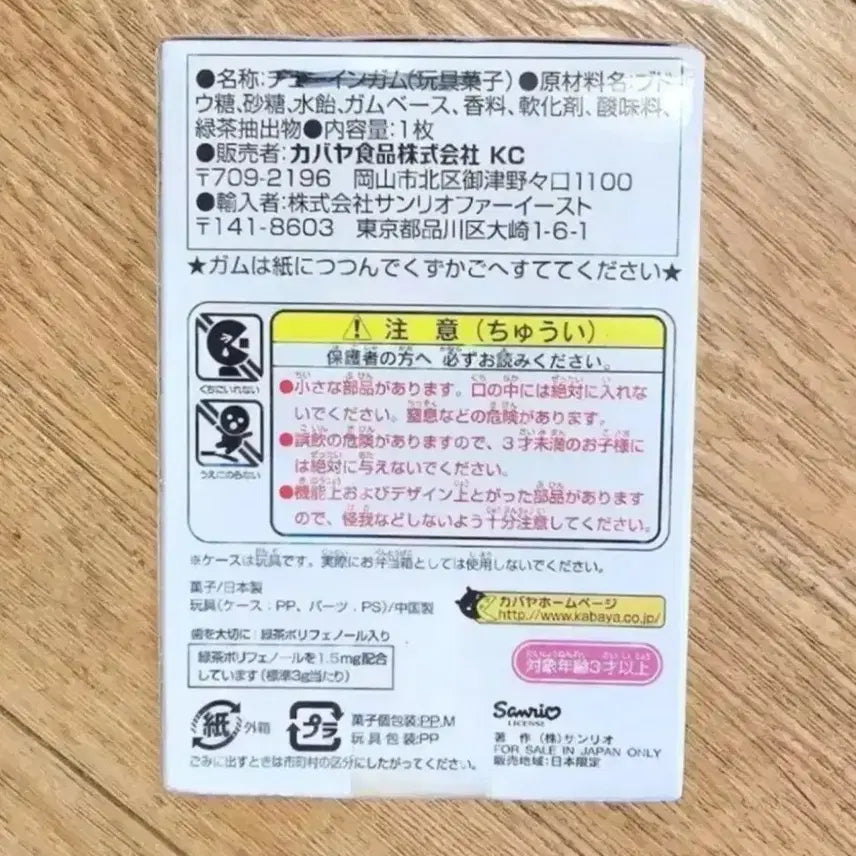 ●名称:チューインガム(玩具菓子)●原材料名:ブド
ウ糖、砂糖、水飴、ガムベース、香料、軟化剤、酸味料、
緑茶抽出物●内容量:1枚
●販売者:カバヤ食品株式会社 KC
〒709-2196 岡山市北区御津野々口1100
●輸入者:株式会社サンリオファーイースト
〒141-8603 東京都品川区大崎1-6-1
★ガムは紙につつんでくずかごへすててください★
注意(ちゅうい)
保護者の方へ 必ずお読みください。
くちにいれない
●小さな部品があります。口の中には絶対に入れな
いでください。窒息などの危険があります。
●誤飲の危険がありますので、3才未満のお子様に
は絶対に与えないでください。
うえにのらない
●機能上およびデザイン上とがった部品があります
ので、怪我などしないよう十分注意してください。
※ケースは玩具です。実際にお弁当箱としては使用しないでください。
菓子/日本製
玩具(ケース:PP、パーツ:PS)/中国製
カバヤホームページ
http://www.kabaya.co.jp/
歯を大切に!緑茶ポリフェノール入り
緑茶ポリフェノールを1.5mg配合
しています(標準3g当たり)
対象年齢3才以上
紙 外箱
プラ 菓子個包装:PP,M
玩具包装:PP
ごみに出すときは市町村の区分にしたがってください。
Sanrio
LICENSE
著作(株)サンリオ
FOR SALE IN JAPAN ONLY
販売地域:日本限定